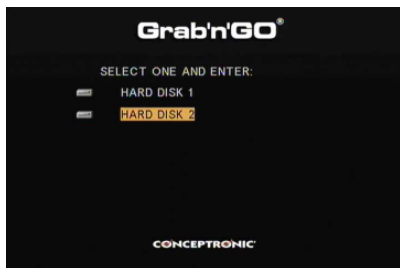 Grab'n'GO®
SELECT ONE AND ENTER:
HARD DISK 1
HARD DISK 2
CONCEPTRONIC